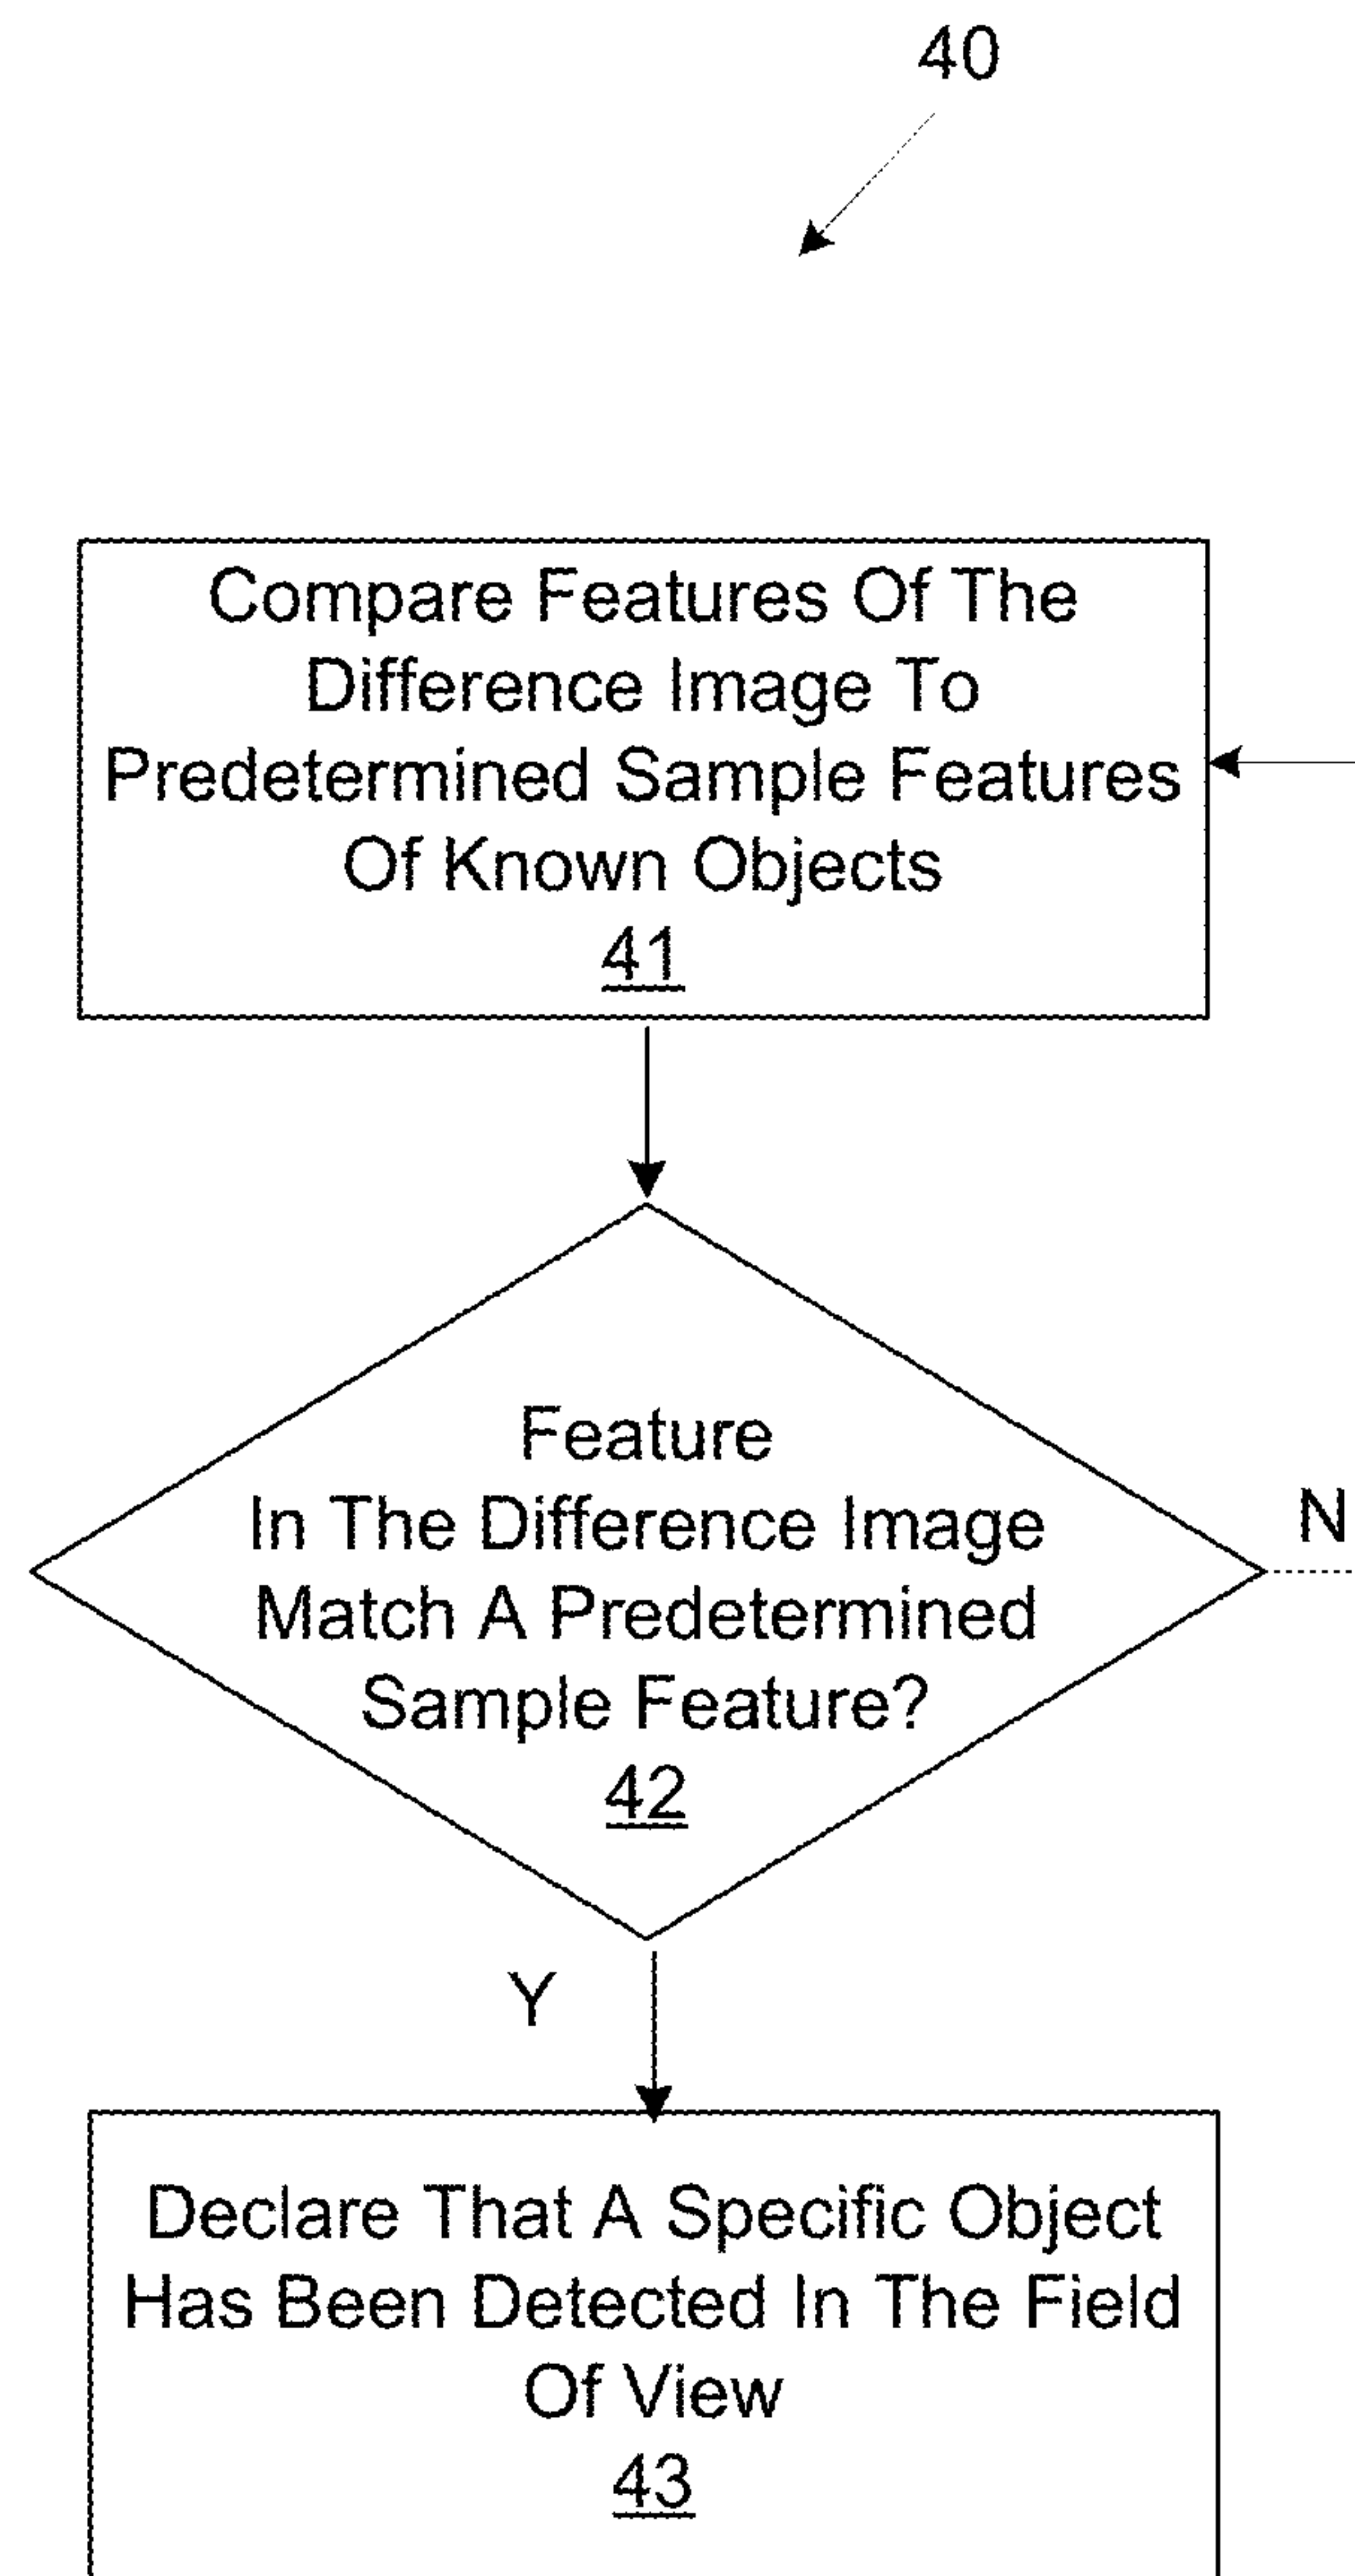 40
Compare Features Of The
Difference Image To
Predetermined Sample Features
Of Known Objects
41
Feature
In The Difference Image
Match A Predetermined
Sample Feature?
42
N
Y
Declare That A Specific Object
Has Been Detected In The Field
Of View
43